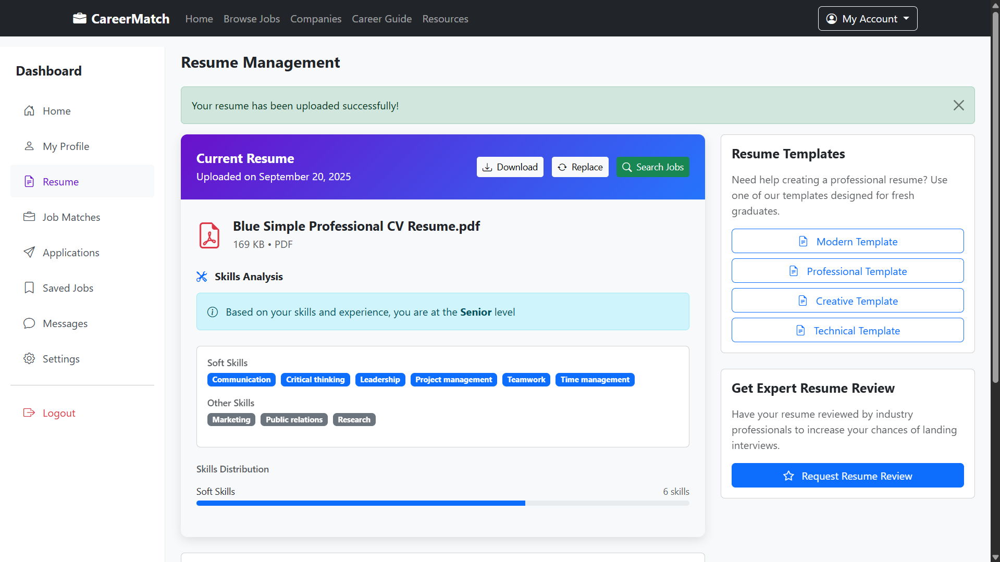 CareerMatch
Home
Browse Jobs
Companies
Career Guide
Resources
My Account
Dashboard
Home
My Profile
Resume
Job Matches
Applications
Saved Jobs
Messages
Settings
Logout
Resume Management
Your resume has been uploaded successfully!
Current Resume
Uploaded on September 20, 2025
Download
Replace
Search Jobs
Blue Simple Professional CV Resume.pdf
169 KB • PDF
Skills Analysis
Based on your skills and experience, you are at the Senior level
Soft Skills
Communication
Critical thinking
Leadership
Project management
Teamwork
Time management
Other Skills
Marketing
Public relations
Research
Skills Distribution
Soft Skills
6 skills
Resume Templates
Need help creating a professional resume? Use
one of our templates designed for fresh
graduates.
Modern Template
Professional Template
Creative Template
Technical Template
Get Expert Resume Review
Have your resume reviewed by industry
professionals to increase your chances of landing
interviews.
Request Resume Review